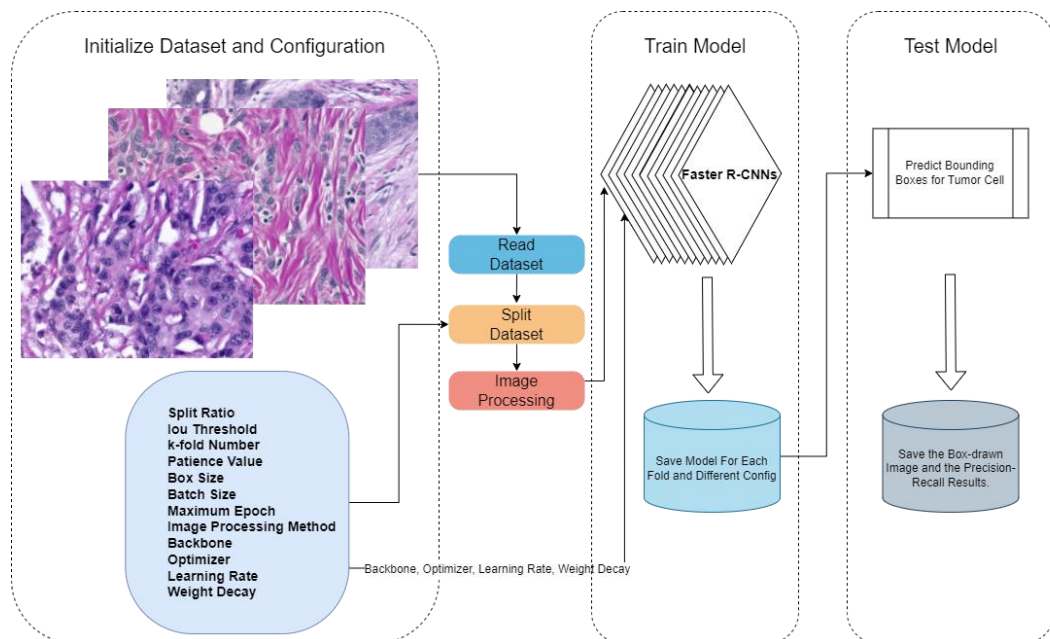 Initialize Dataset and Configuration
Train Model
Test Model
Faster R-CNNs
Predict Bounding
Boxes for Tumor Cell
Read
Dataset
Split
Dataset
Image
Processing
Split Ratio
Iou Threshold
k-fold Number
Patience Value
Box Size
Batch Size
Maximum Epoch
Image Processing Method
Backbone
Optimizer
Learning Rate
Weight Decay
Backbone, Optimizer, Learning Rate, Weight Decay
Save Model For Each
Fold and Different Config
Save the Box-drawn
Image and the Precision-
Recall Results.